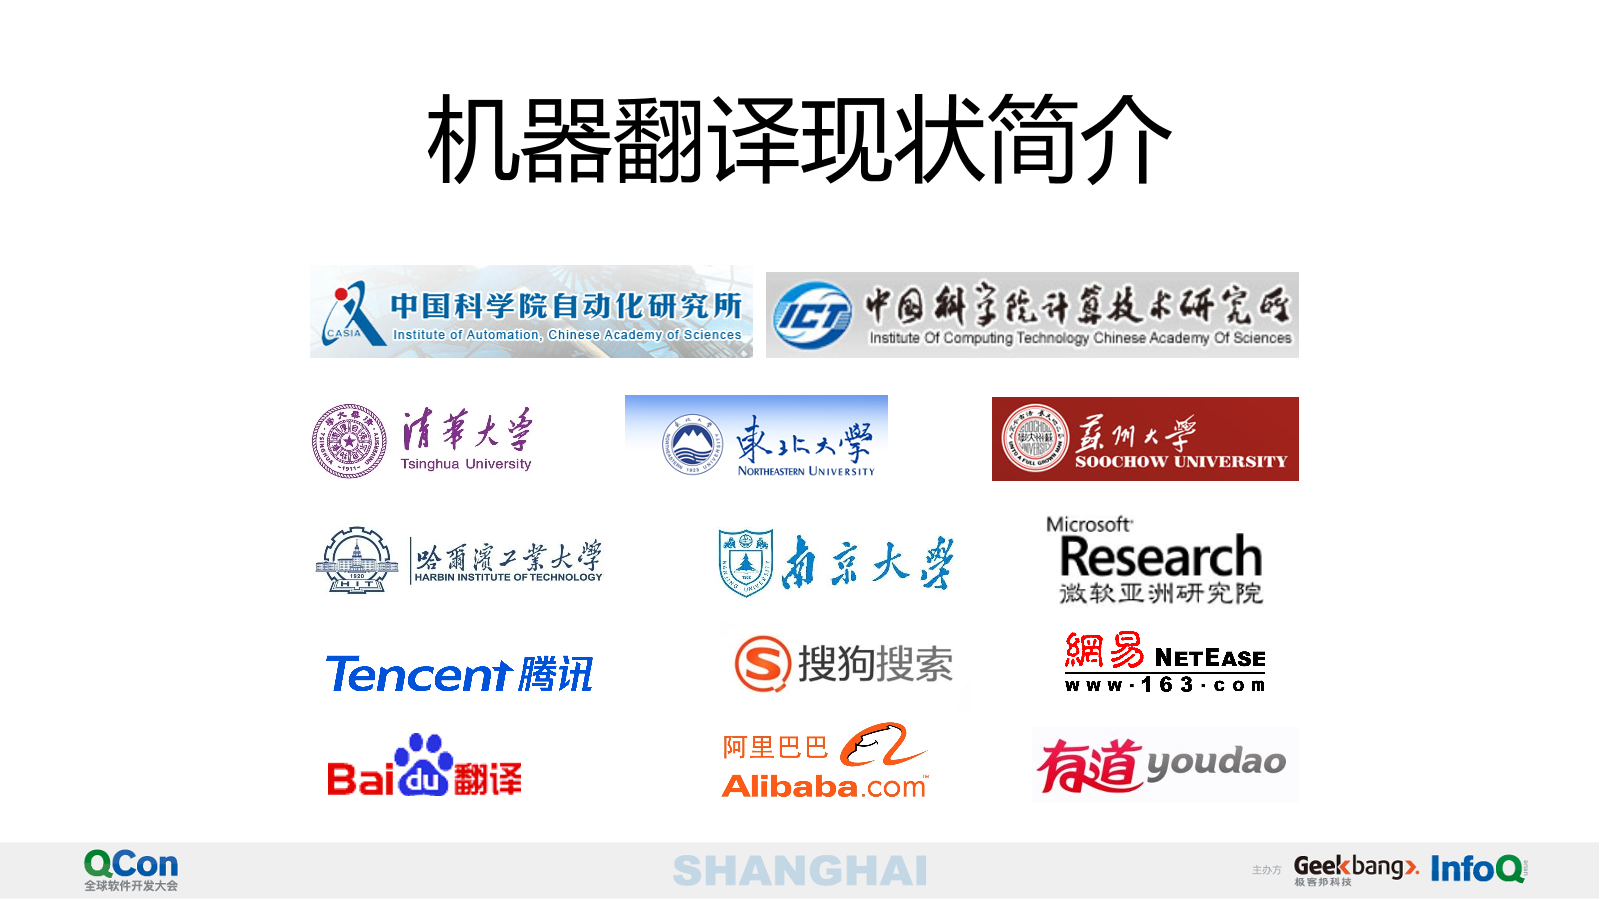 机器翻译现状简介
中国科学院自动化研究所
CASIA
Institute of Automation, Chinese Academy of Sciences
ICT
中国科学院计算技术研究所
Institute Of Computing Technology Chinese Academy Of Sciences
清華大学
Tsinghua University
-1911-
東北大學
NORTHEASTERN UNIVERSITY
蘇州大学
SOOCHOW UNIVERSITY
1920
HIT
哈爾濱工業大学
HARBIN INSTITUTE OF TECHNOLOGY
南京大學
Microsoft
Research
微软亚洲研究院
Tencent 腾讯
S 搜狗搜索
網易 NETEASE
www.163.com
Baidu翻译
阿里巴巴
Alibaba.com™
有道 youdao
QCon
全球软件开发大会
SHANGHAI
主办方
Geekbang>.
极客邦科技
InfoQ